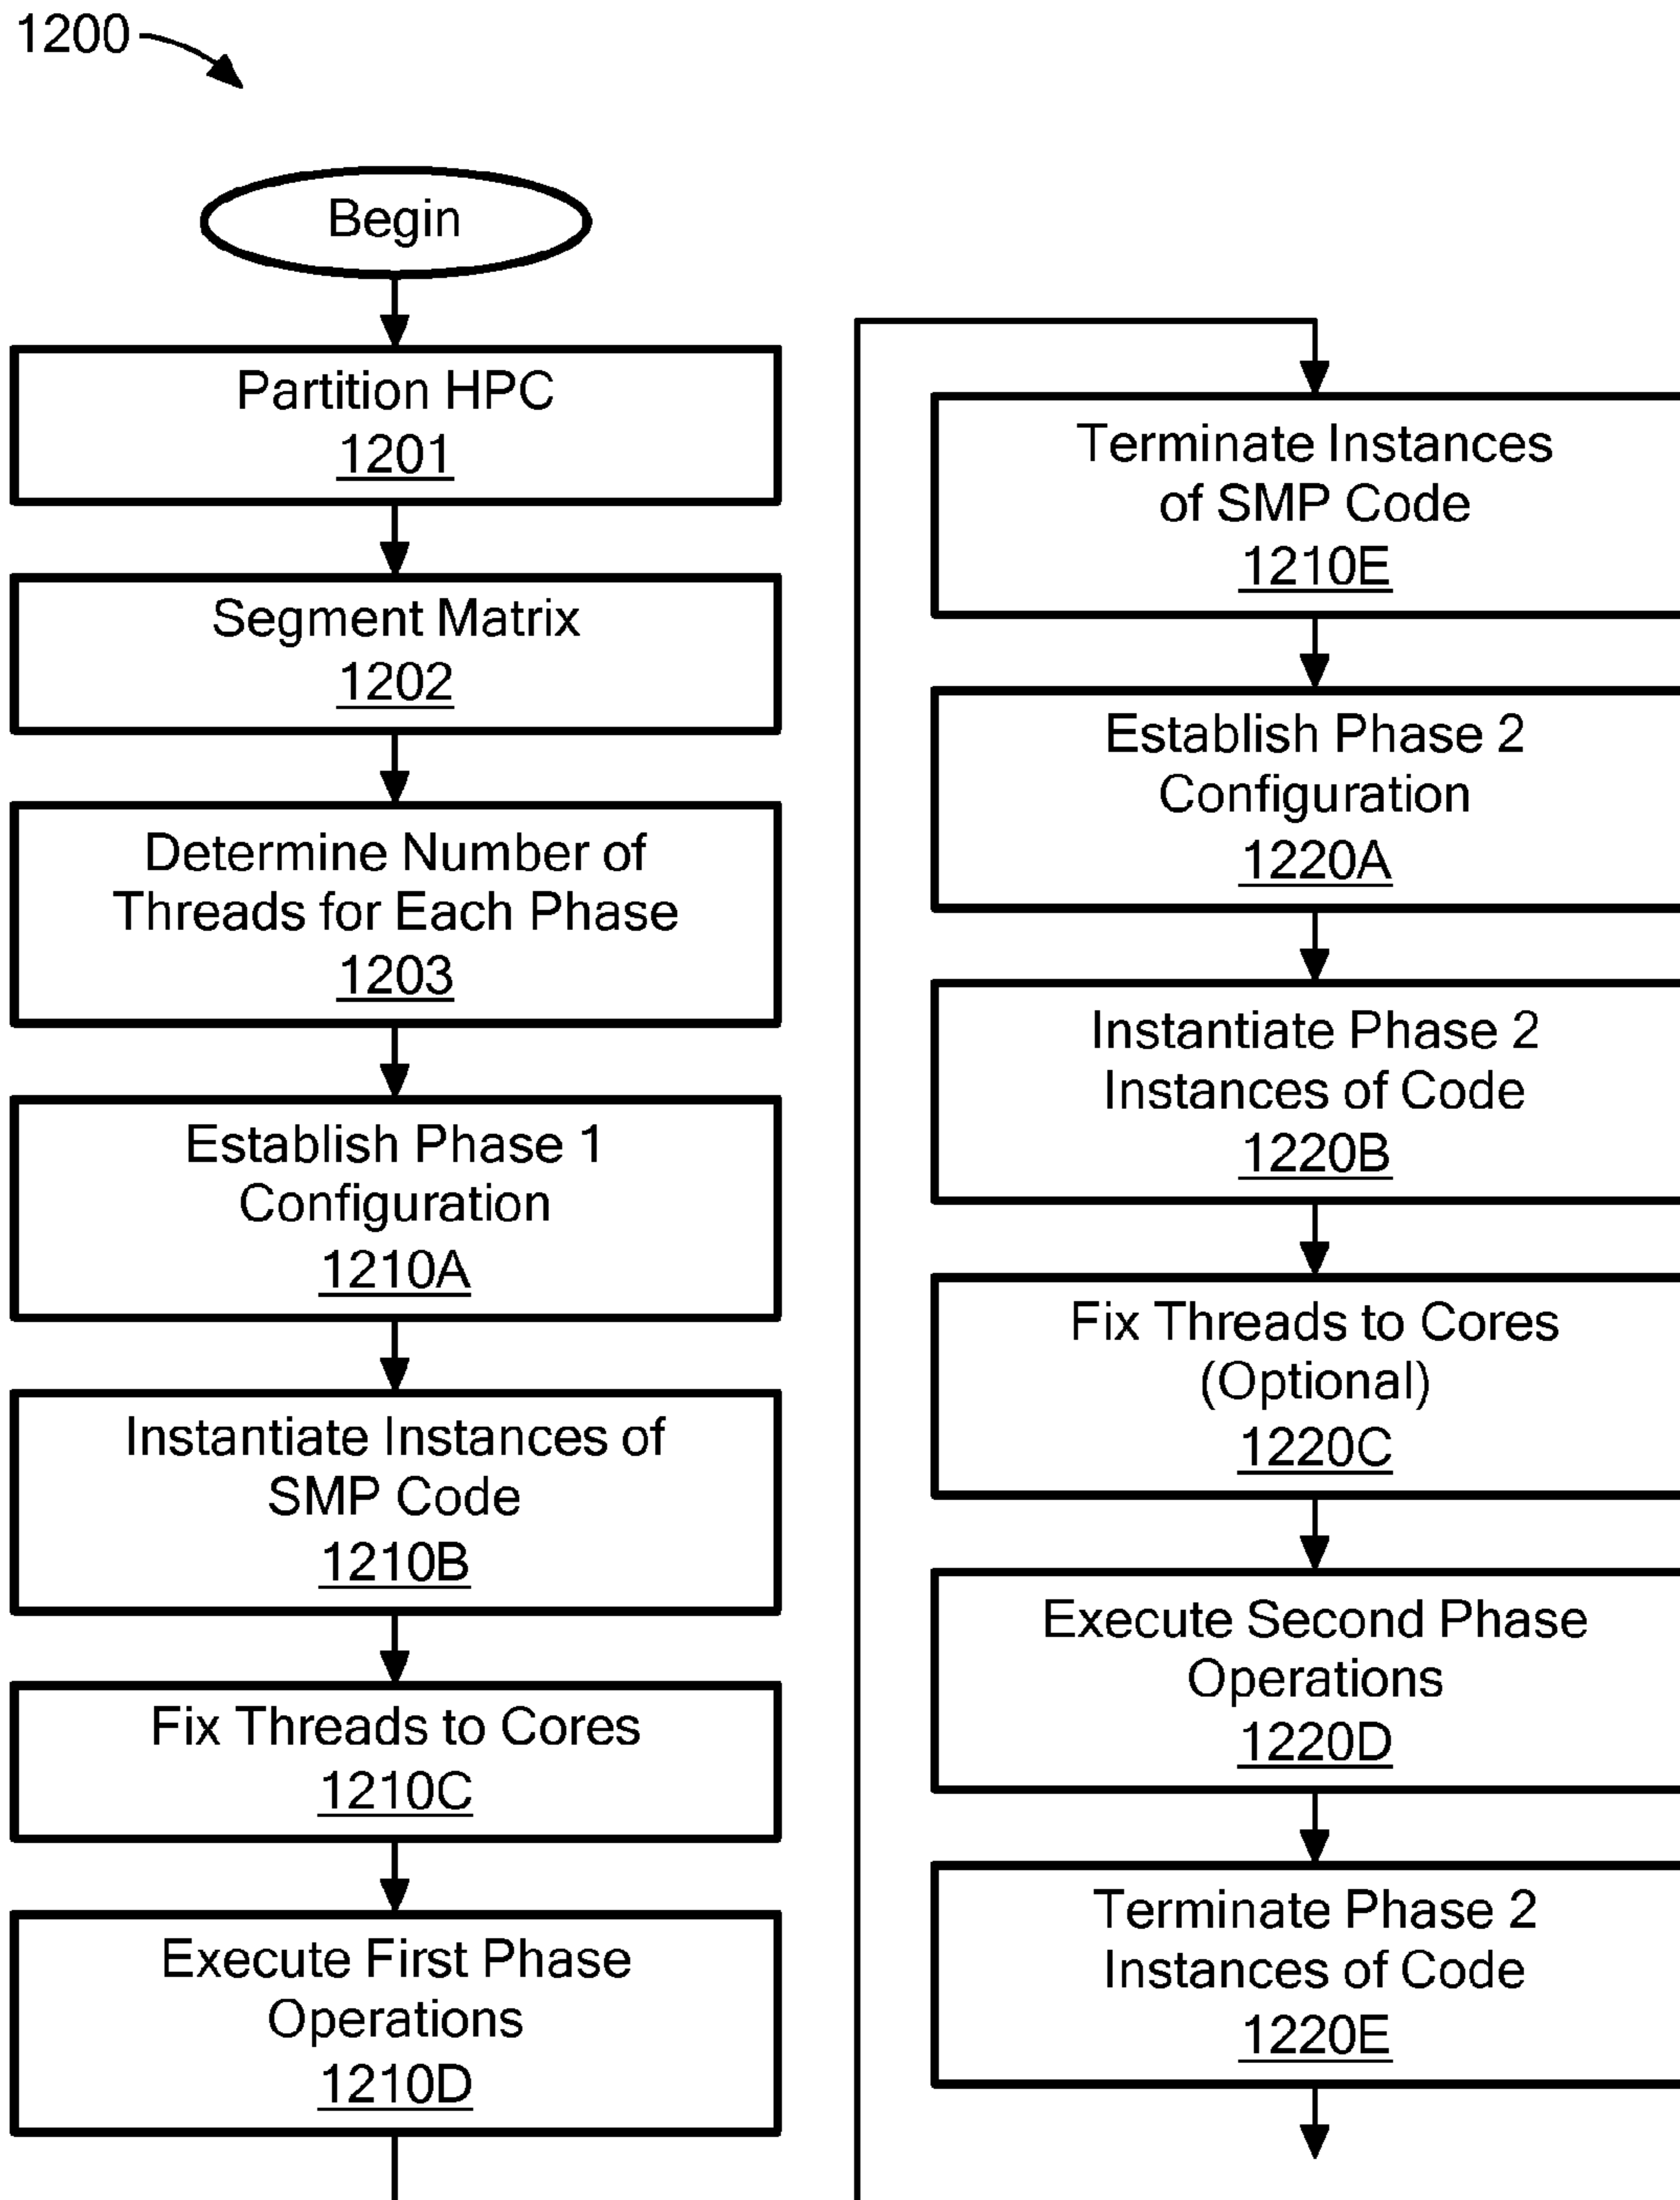 1200
Begin
Partition HPC
1201
Segment Matrix
1202
Determine Number of
Threads for Each Phase
1203
Establish Phase 1
Configuration
1210A
Instantiate Instances of
SMP Code
1210B
Fix Threads to Cores
1210C
Execute First Phase
Operations
1210D
Terminate Instances
of SMP Code
1210E
Establish Phase 2
Configuration
1220A
Instantiate Phase 2
Instances of Code
1220B
Fix Threads to Cores
(Optional)
1220C
Execute Second Phase
Operations
1220D
Terminate Phase 2
Instances of Code
1220E